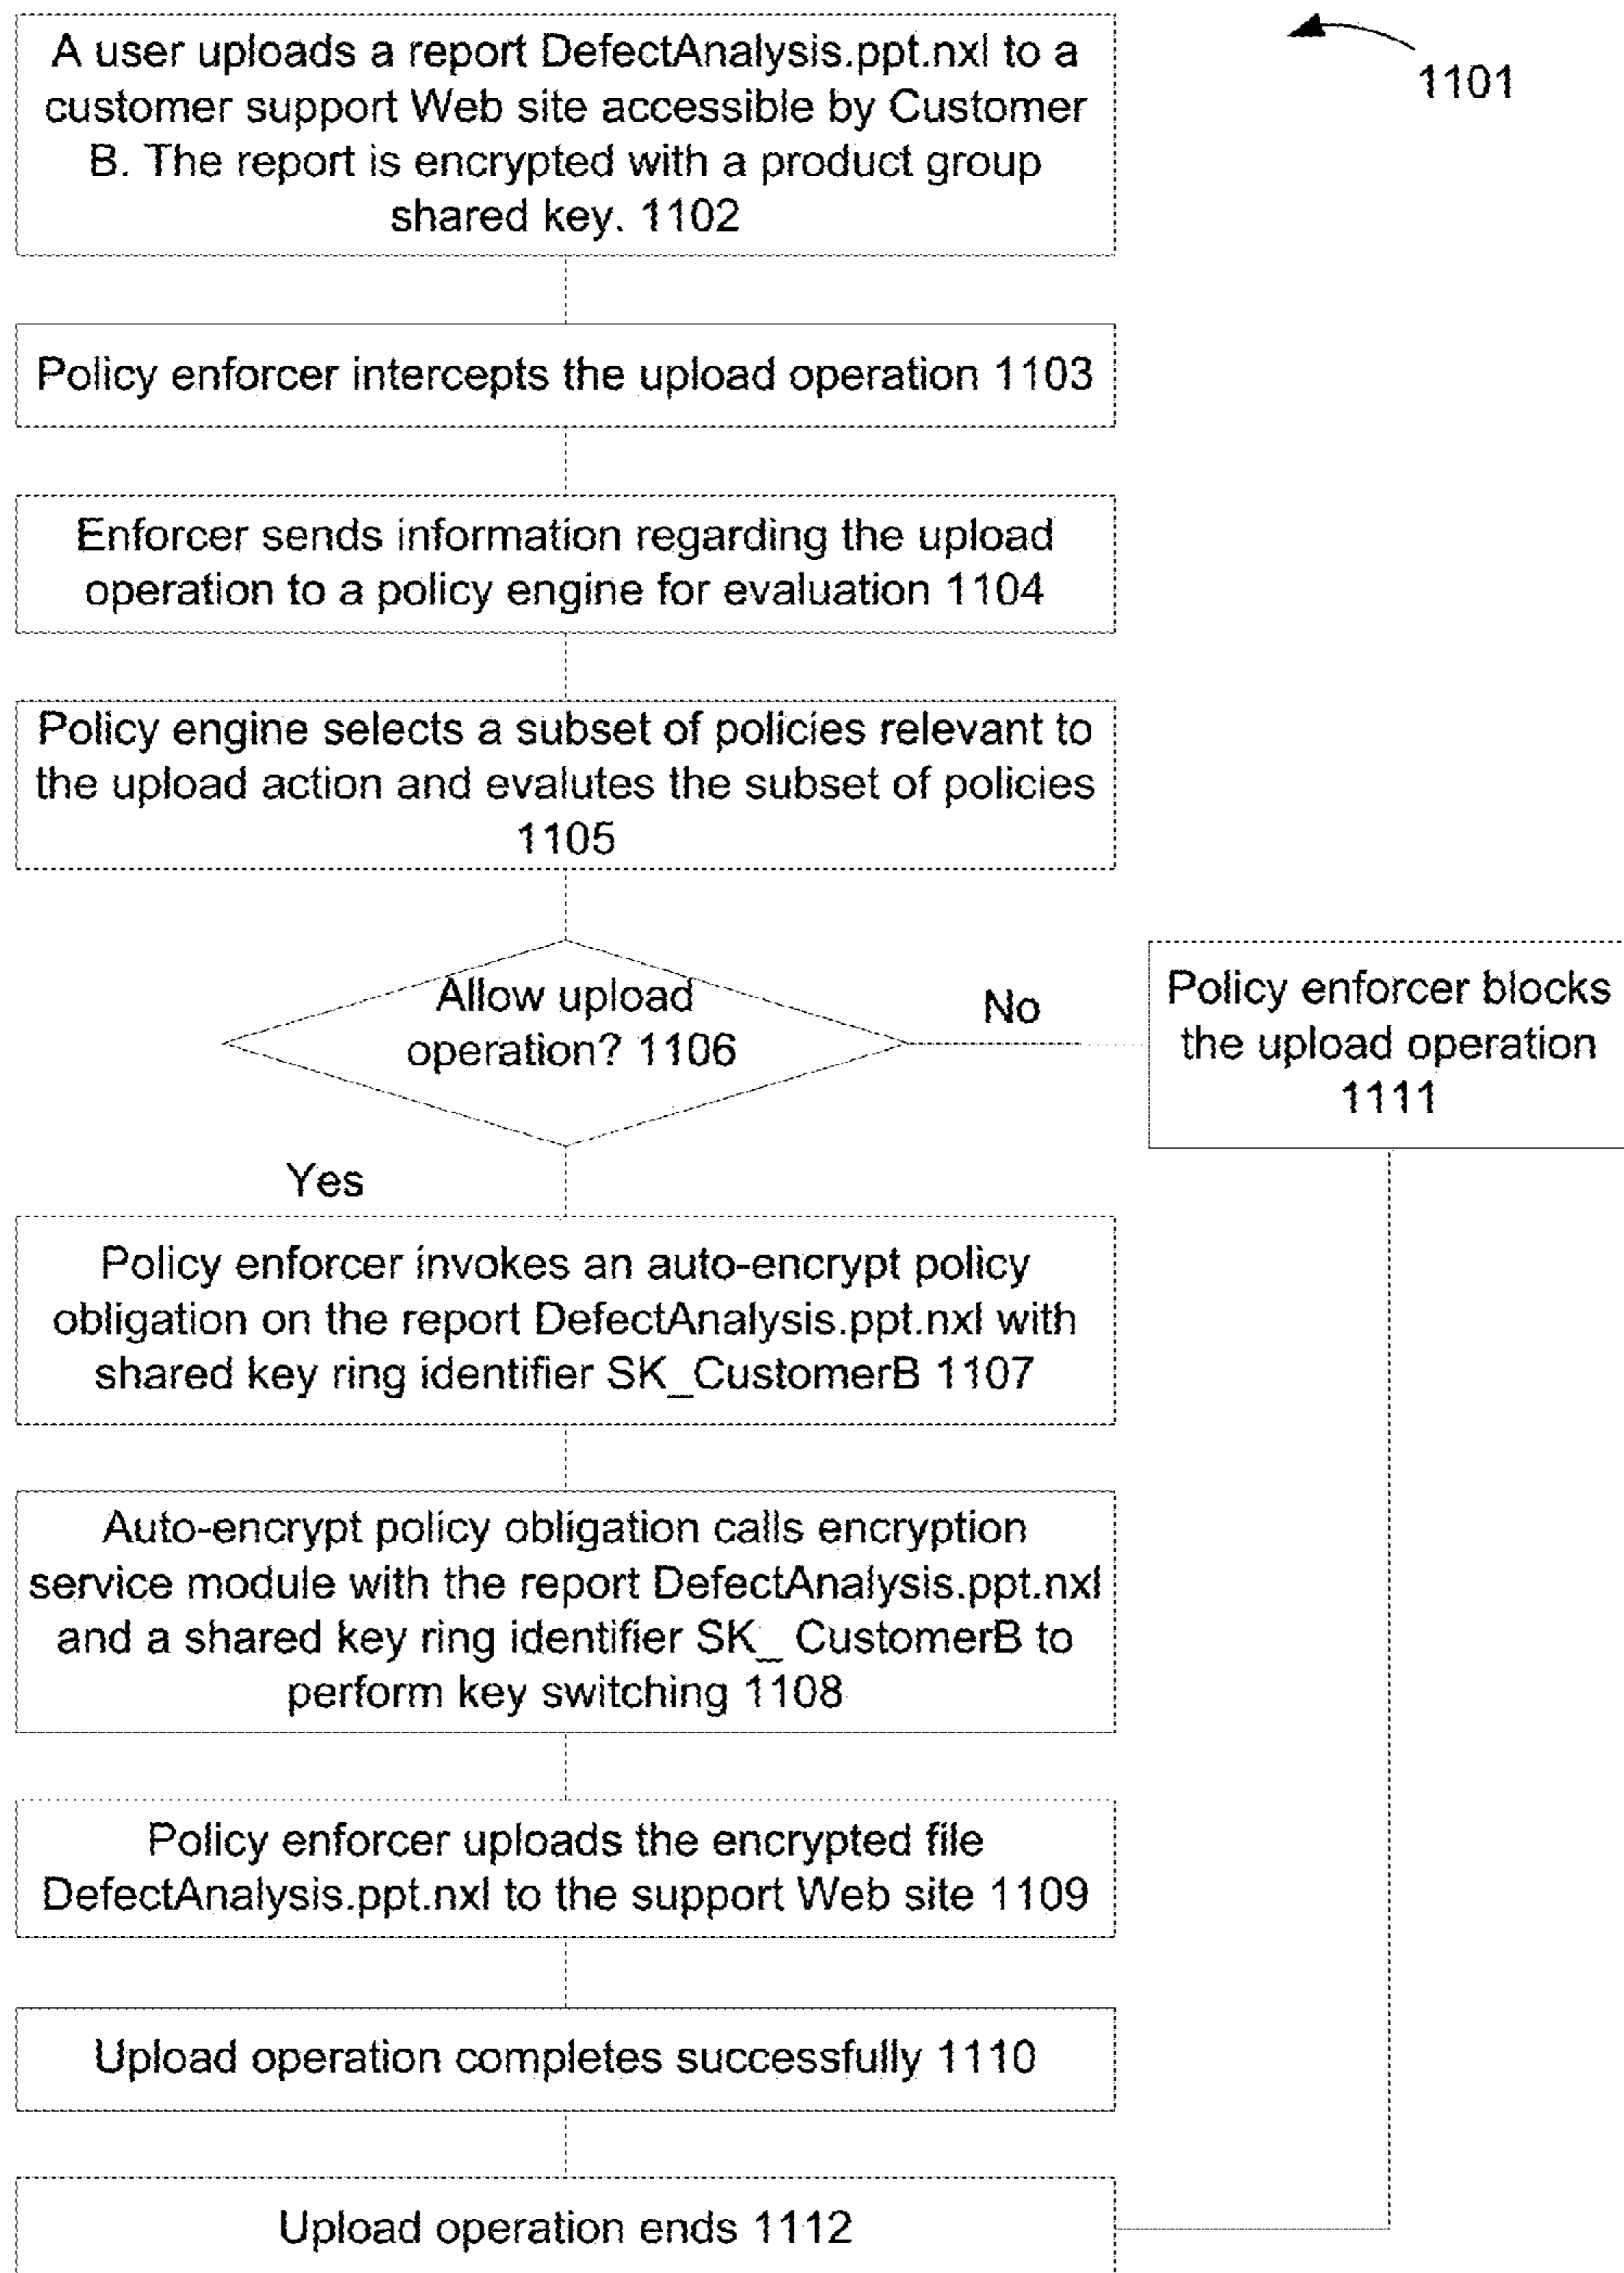 A user uploads a report DefectAnalysis.ppt.nxl to a
customer support Web site accessible by Customer
B. The report is encrypted with a product group
shared key. 1102
1101
Policy enforcer intercepts the upload operation 1103
Enforcer sends information regarding the upload
operation to a policy engine for evaluation 1104
Policy engine selects a subset of policies relevant to
the upload action and evalutes the subset of policies
1105
Allow upload
operation? 1106
No
Policy enforcer blocks
the upload operation
1111
Yes
Policy enforcer invokes an auto-encrypt policy
obligation on the report DefectAnalysis.ppt.nxl with
shared key ring identifier SK_CustomerB 1107
Auto-encrypt policy obligation calls encryption
service module with the report DefectAnalysis.ppt.nxl
and a shared key ring identifier SK_ CustomerB to
perform key switching 1108
Policy enforcer uploads the encrypted file
DefectAnalysis.ppt.nxl to the support Web site 1109
Upload operation completes successfully 1110
Upload operation ends 1112